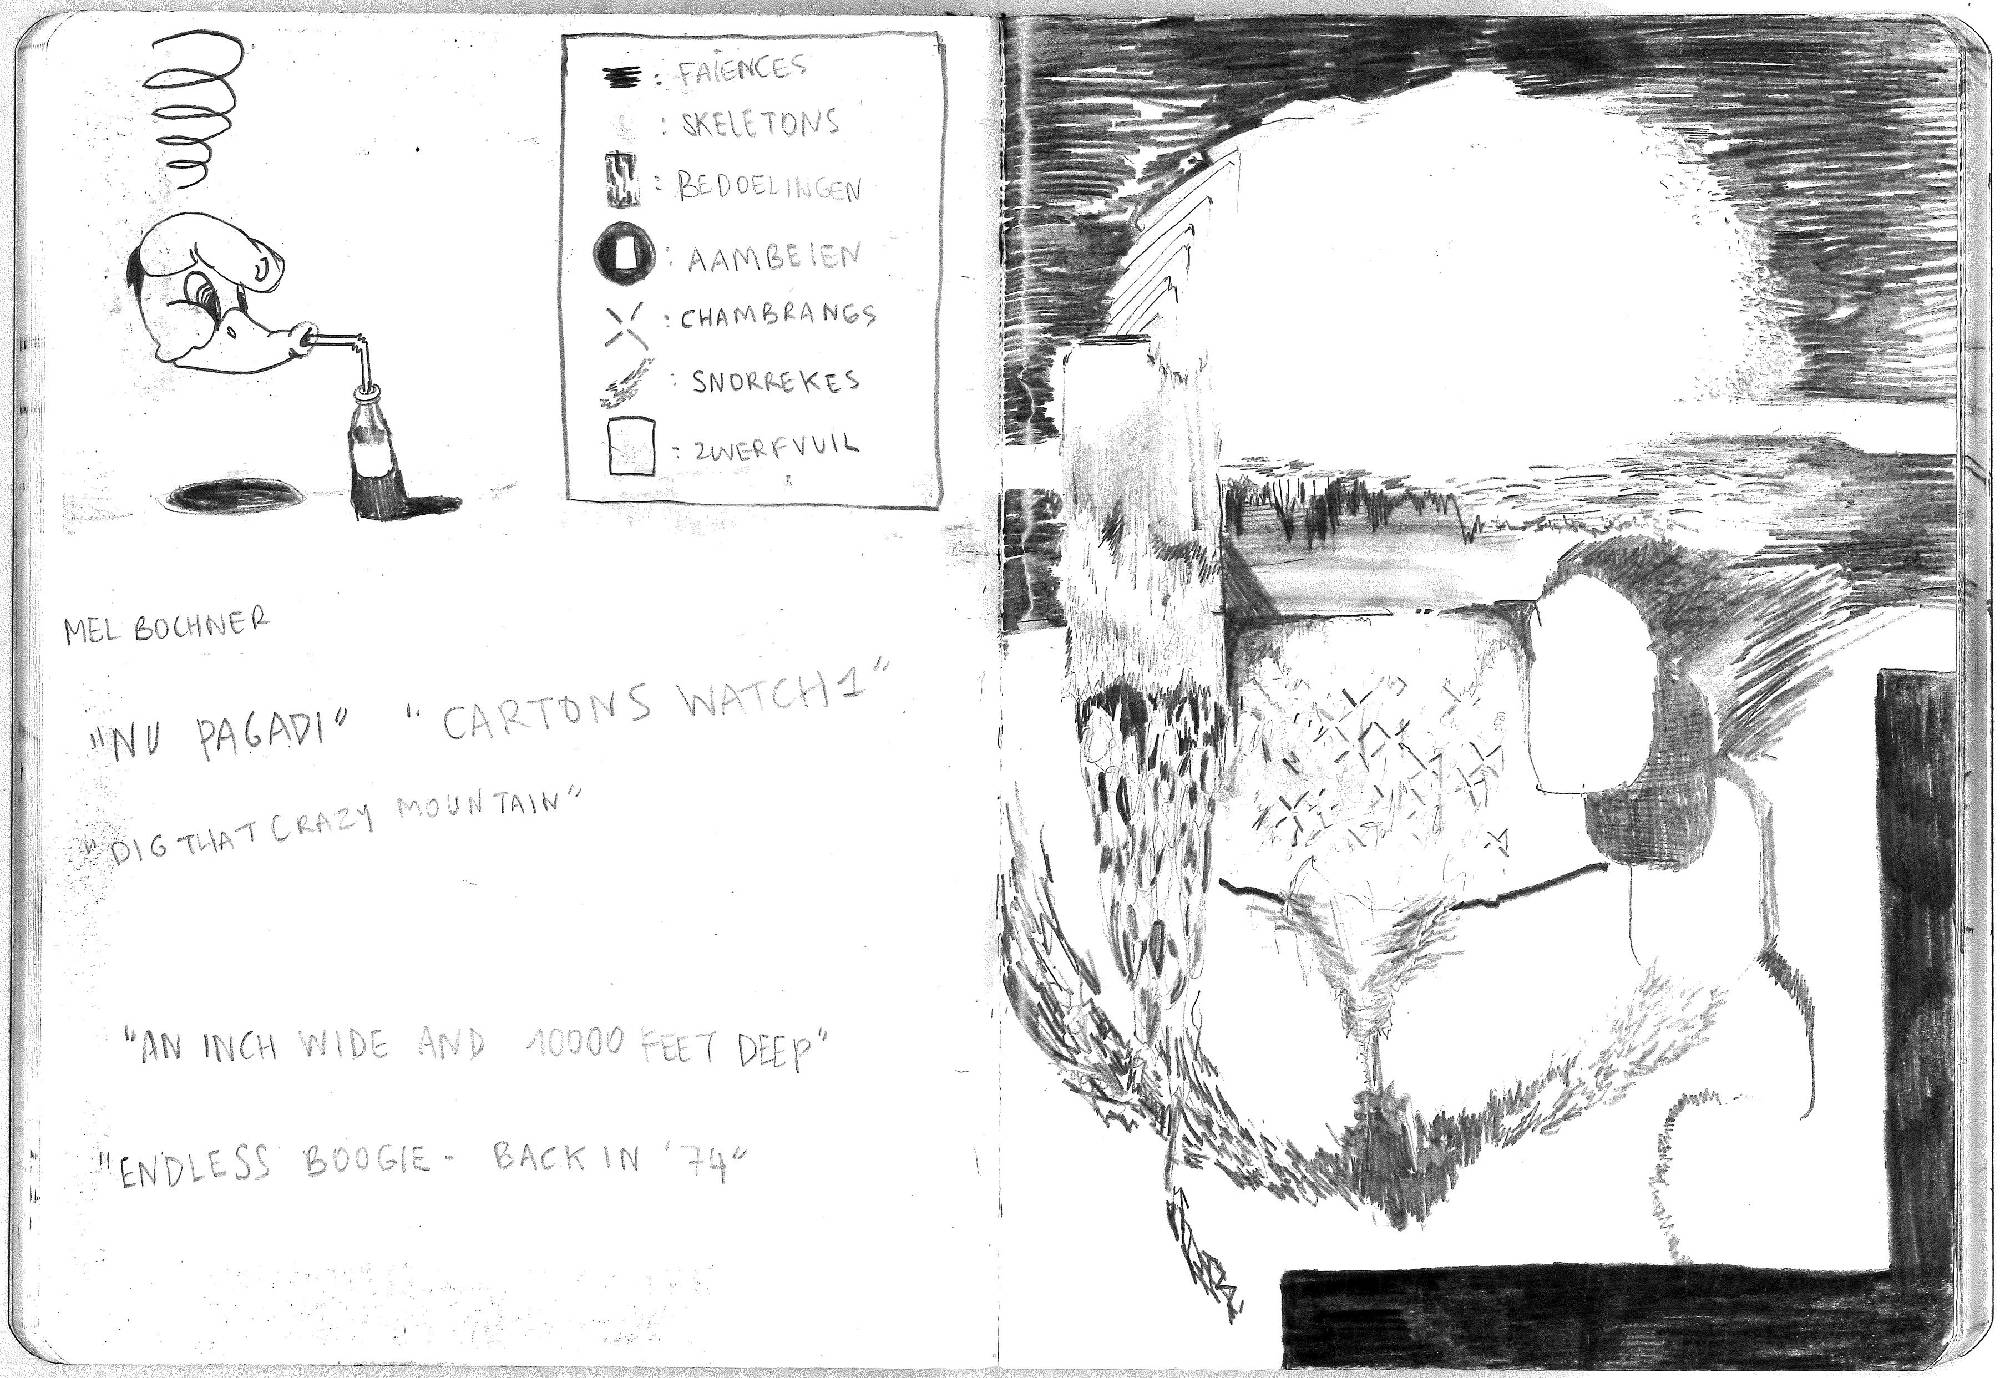 : FAÏENCES
: SKELETONS
: BEDOELINGEN
: AAMBEIEN
: CHAMBRANGS
: SNORREKES
: ZWERFVUIL
MEL BOCHNER
"NU PAGADI" "CARTONS WATCH 1"
"DIG THAT CRAZY MOUNTAIN"
"AN INCH WIDE AND 10000 FEET DEEP"
"ENDLESS BOOGIE - BACK IN '74"